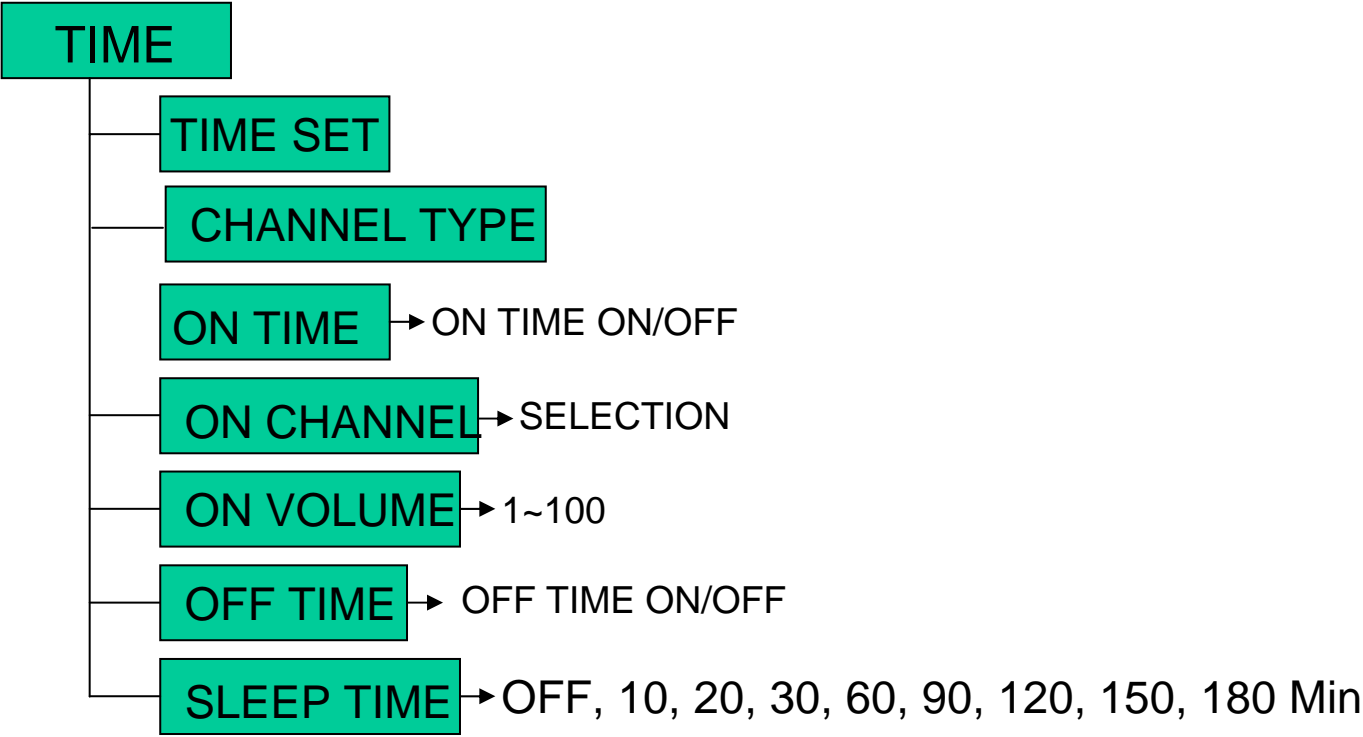 TIME
TIME SET
CHANNEL TYPE
ON TIME ON TIME ON/OFF
ON CHANNEL SELECTION
ON VOLUME 1~100
OFF TIME OFF TIME ON/OFF
SLEEP TIME OFF, 10, 20, 30, 60, 90, 120, 150, 180 Min